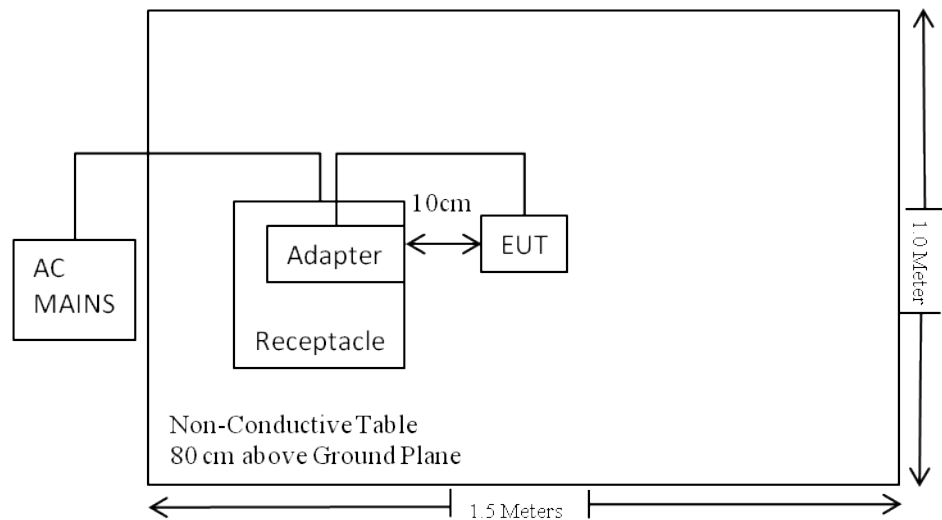 10cm
Adapter
EUT
AC
MAINS
Receptacle
1.0 Meter
Non-Conductive Table
80 cm above Ground Plane
1.5 Meters